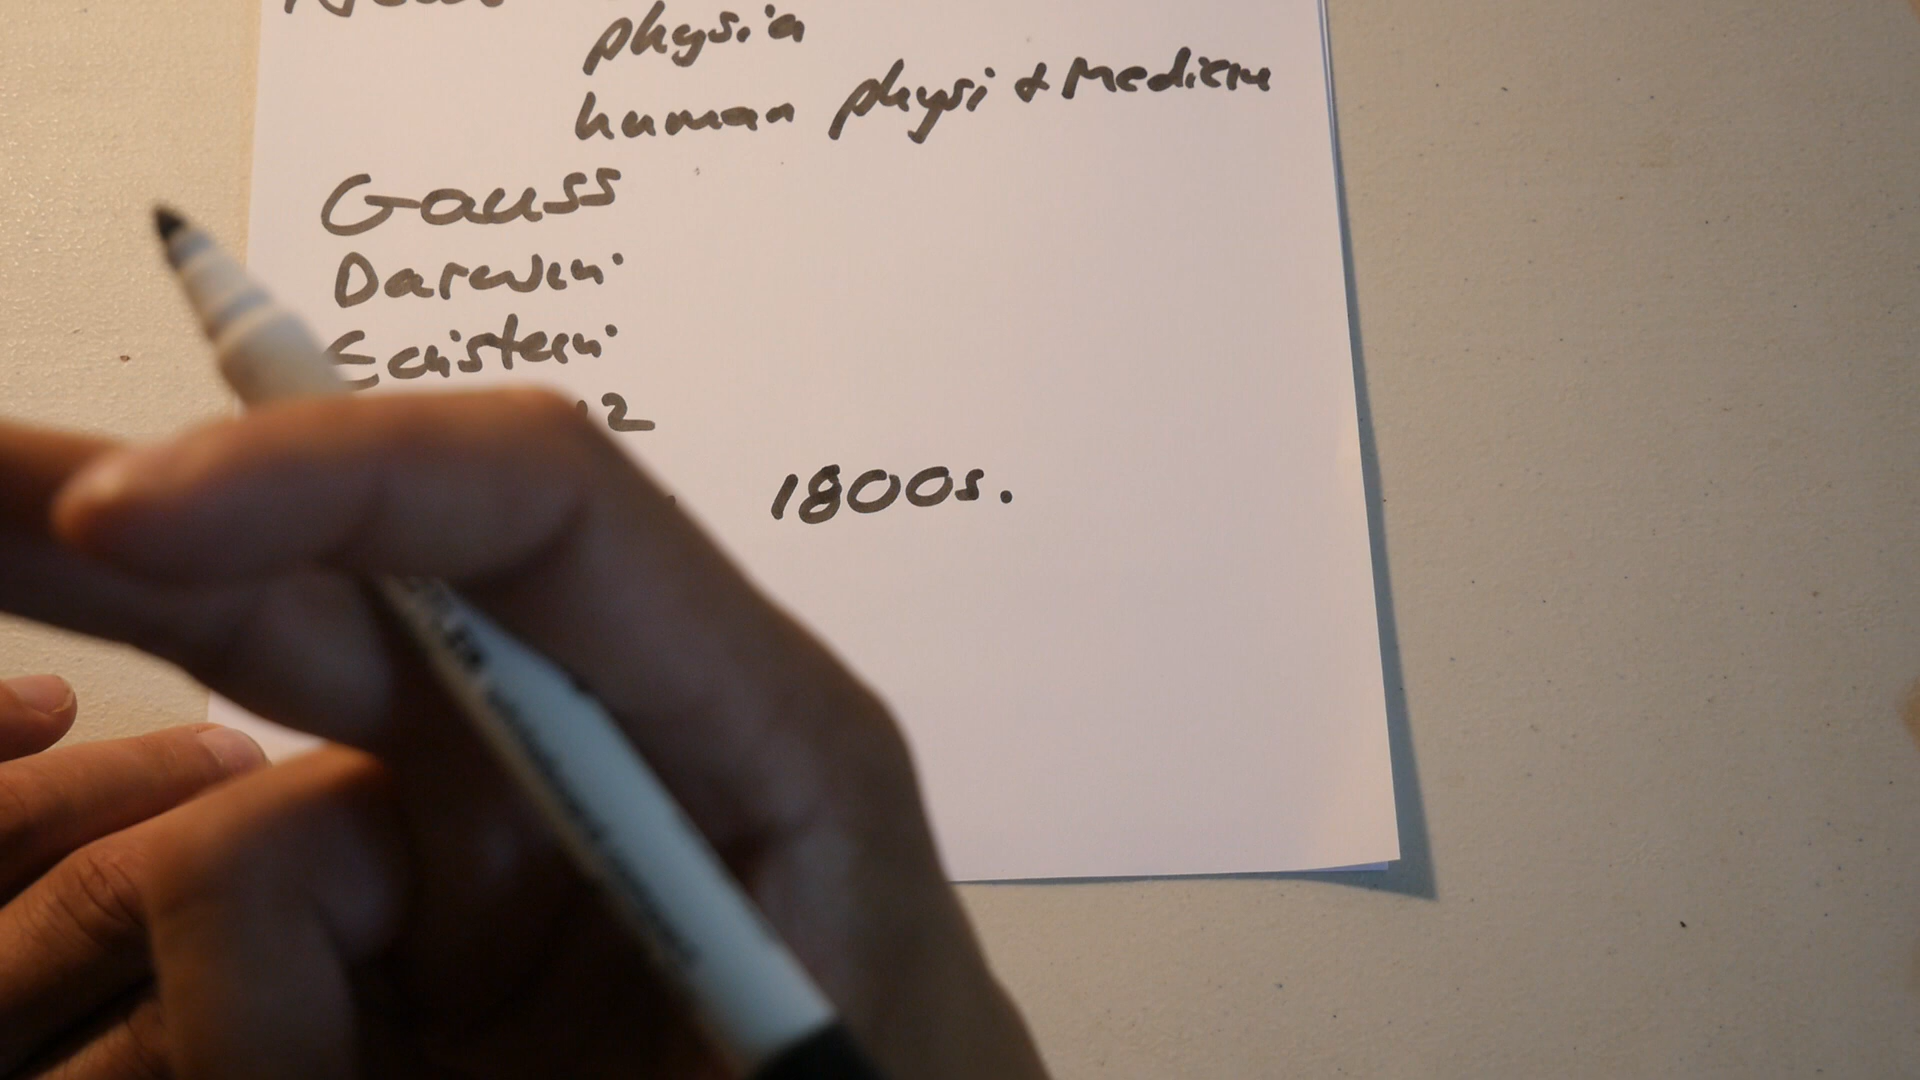 physia
human physi & Medicine
Gauss
Darwin
Einstein
1800s.